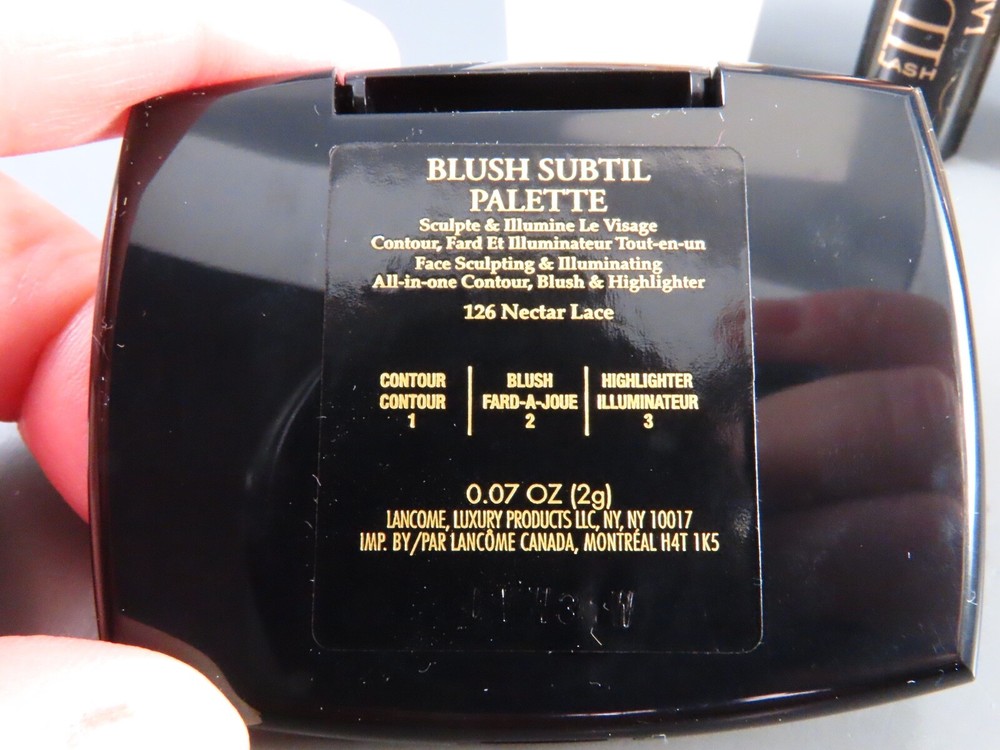 BLUSH SUBTIL
PALETTE
Sculpte & Illumine Le Visage
Contour, Fard Et Illuminateur Tout-en-un
Face Sculpting & Illuminating
All-in-one Contour, Blush & Highlighter
126 Nectar Lace
CONTOUR BLUSH HIGHLIGHTER
CONTOUR FARD-A-JOUE ILLUMINATEUR
1 2 3
0.07 OZ (2g)
LANCOME, LUXURY PRODUCTS LLC, NY, NY 10017
IMP. BY/PAR LANCÔME CANADA, MONTRÉAL H4T 1K5
ASH